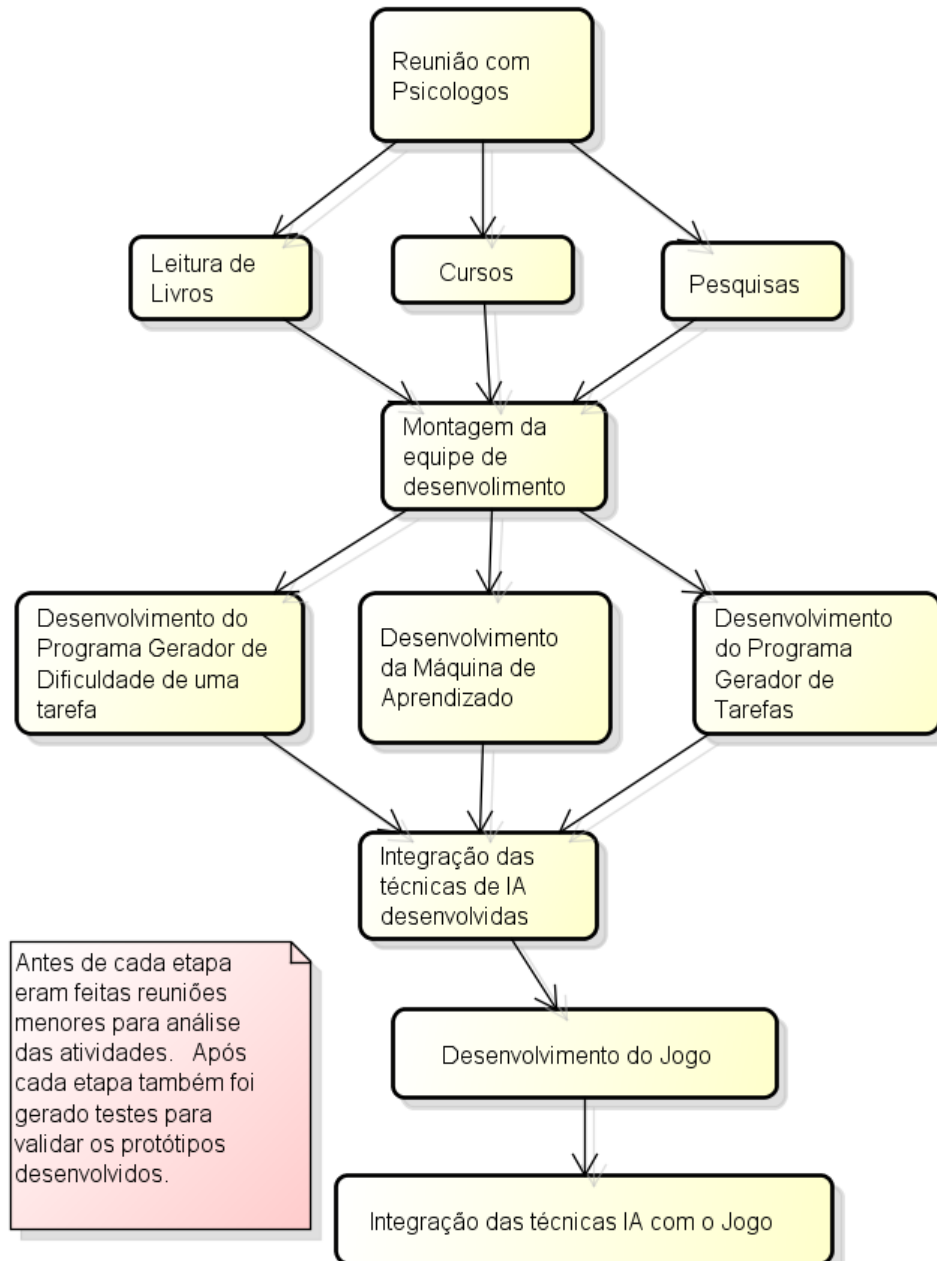 Reunião com
Psicologos
Leitura de
Livros
Cursos
Pesquisas
Montagem da
equipe de
desenvolimento
Desenvolvimento do
Programa Gerador de
Dificuldade de uma
tarefa
Desenvolvimento
da Máquina de
Aprendizado
Desenvolvimento
do Programa
Gerador de
Tarefas
Integração das
técnicas de IA
desenvolvidas
Antes de cada etapa
eram feitas reuniões
menores para análise
das atividades.   Após
cada etapa também foi
gerado testes para
validar os protótipos
desenvolvidos.
Desenvolvimento do Jogo
Integração das técnicas IA com o Jogo